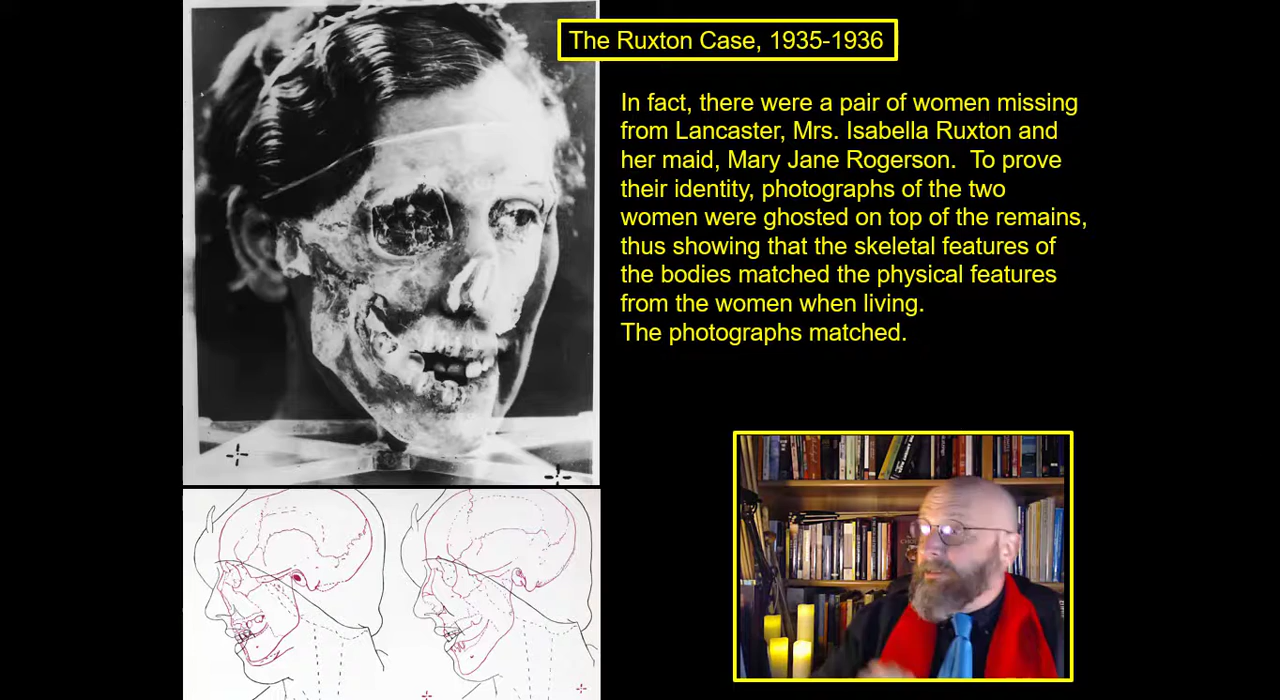 The Ruxton Case, 1935-1936
In fact, there were a pair of women missing
from Lancaster, Mrs. Isabella Ruxton and
her maid, Mary Jane Rogerson.  To prove
their identity, photographs of the two
women were ghosted on top of the remains,
thus showing that the skeletal features of
the bodies matched the physical features
from the women when living.
The photographs matched.